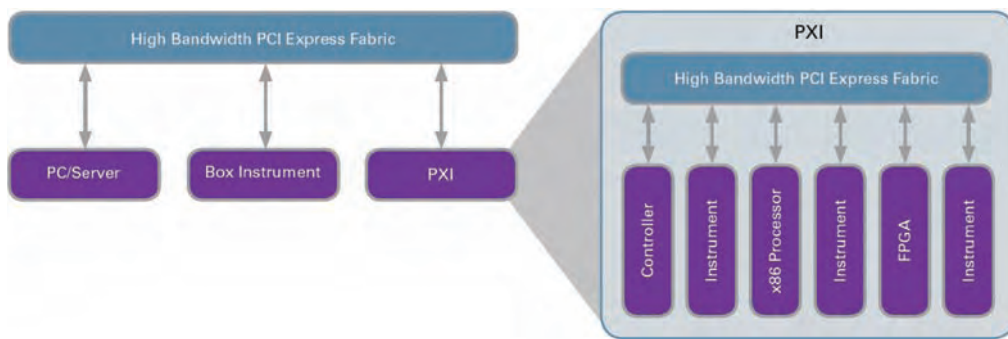 High Bandwidth PCI Express Fabric
PC/Server
Box Instrument
PXI
PXI
High Bandwidth PCI Express Fabric
Controller
Instrument
x86 Processor
Instrument
FPGA
Instrument